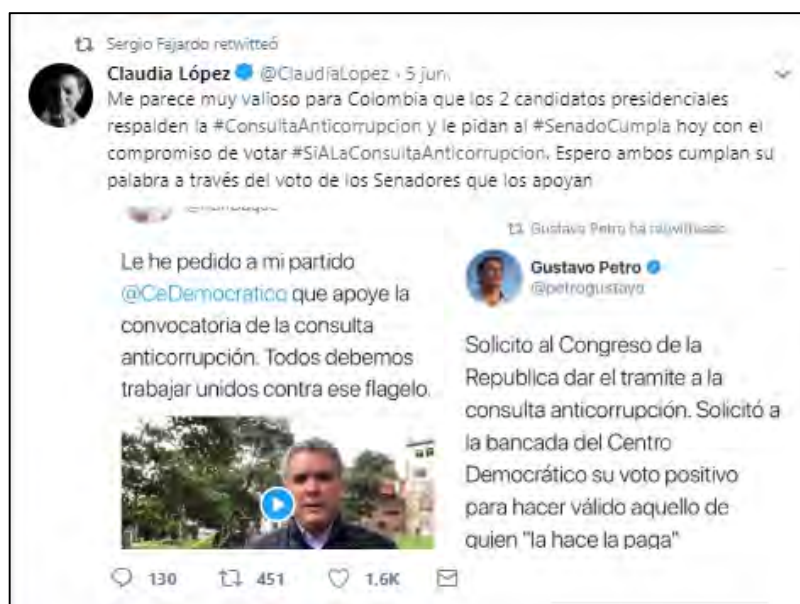 Sergio Fajardo retwitteó
Claudia López @ClaudiaLopez · 5 jun.
Me parece muy valioso para Colombia que los 2 candidatos presidenciales
respalden la #ConsultaAnticorrupcion y le pidan al #SenadoCumpla hoy con el
compromiso de votar #SiALaConsultaAnticorrupcion. Espero ambos cumplan su
palabra a través del voto de los Senadores que los apoyan
Le he pedido a mi partido
@CeDemocratico que apoye la
convocatoria de la consulta
anticorrupción. Todos debemos
trabajar unidos contra ese flagelo.
Gustavo Petro ha retwitteado
Gustavo Petro
@petrogustavo
Solicito al Congreso de la
Republica dar el tramite a la
consulta anticorrupción. Solicitó a
la bancada del Centro
Democrático su voto positivo
para hacer válido aquello de
quien "la hace la paga"
130 451 1.6K